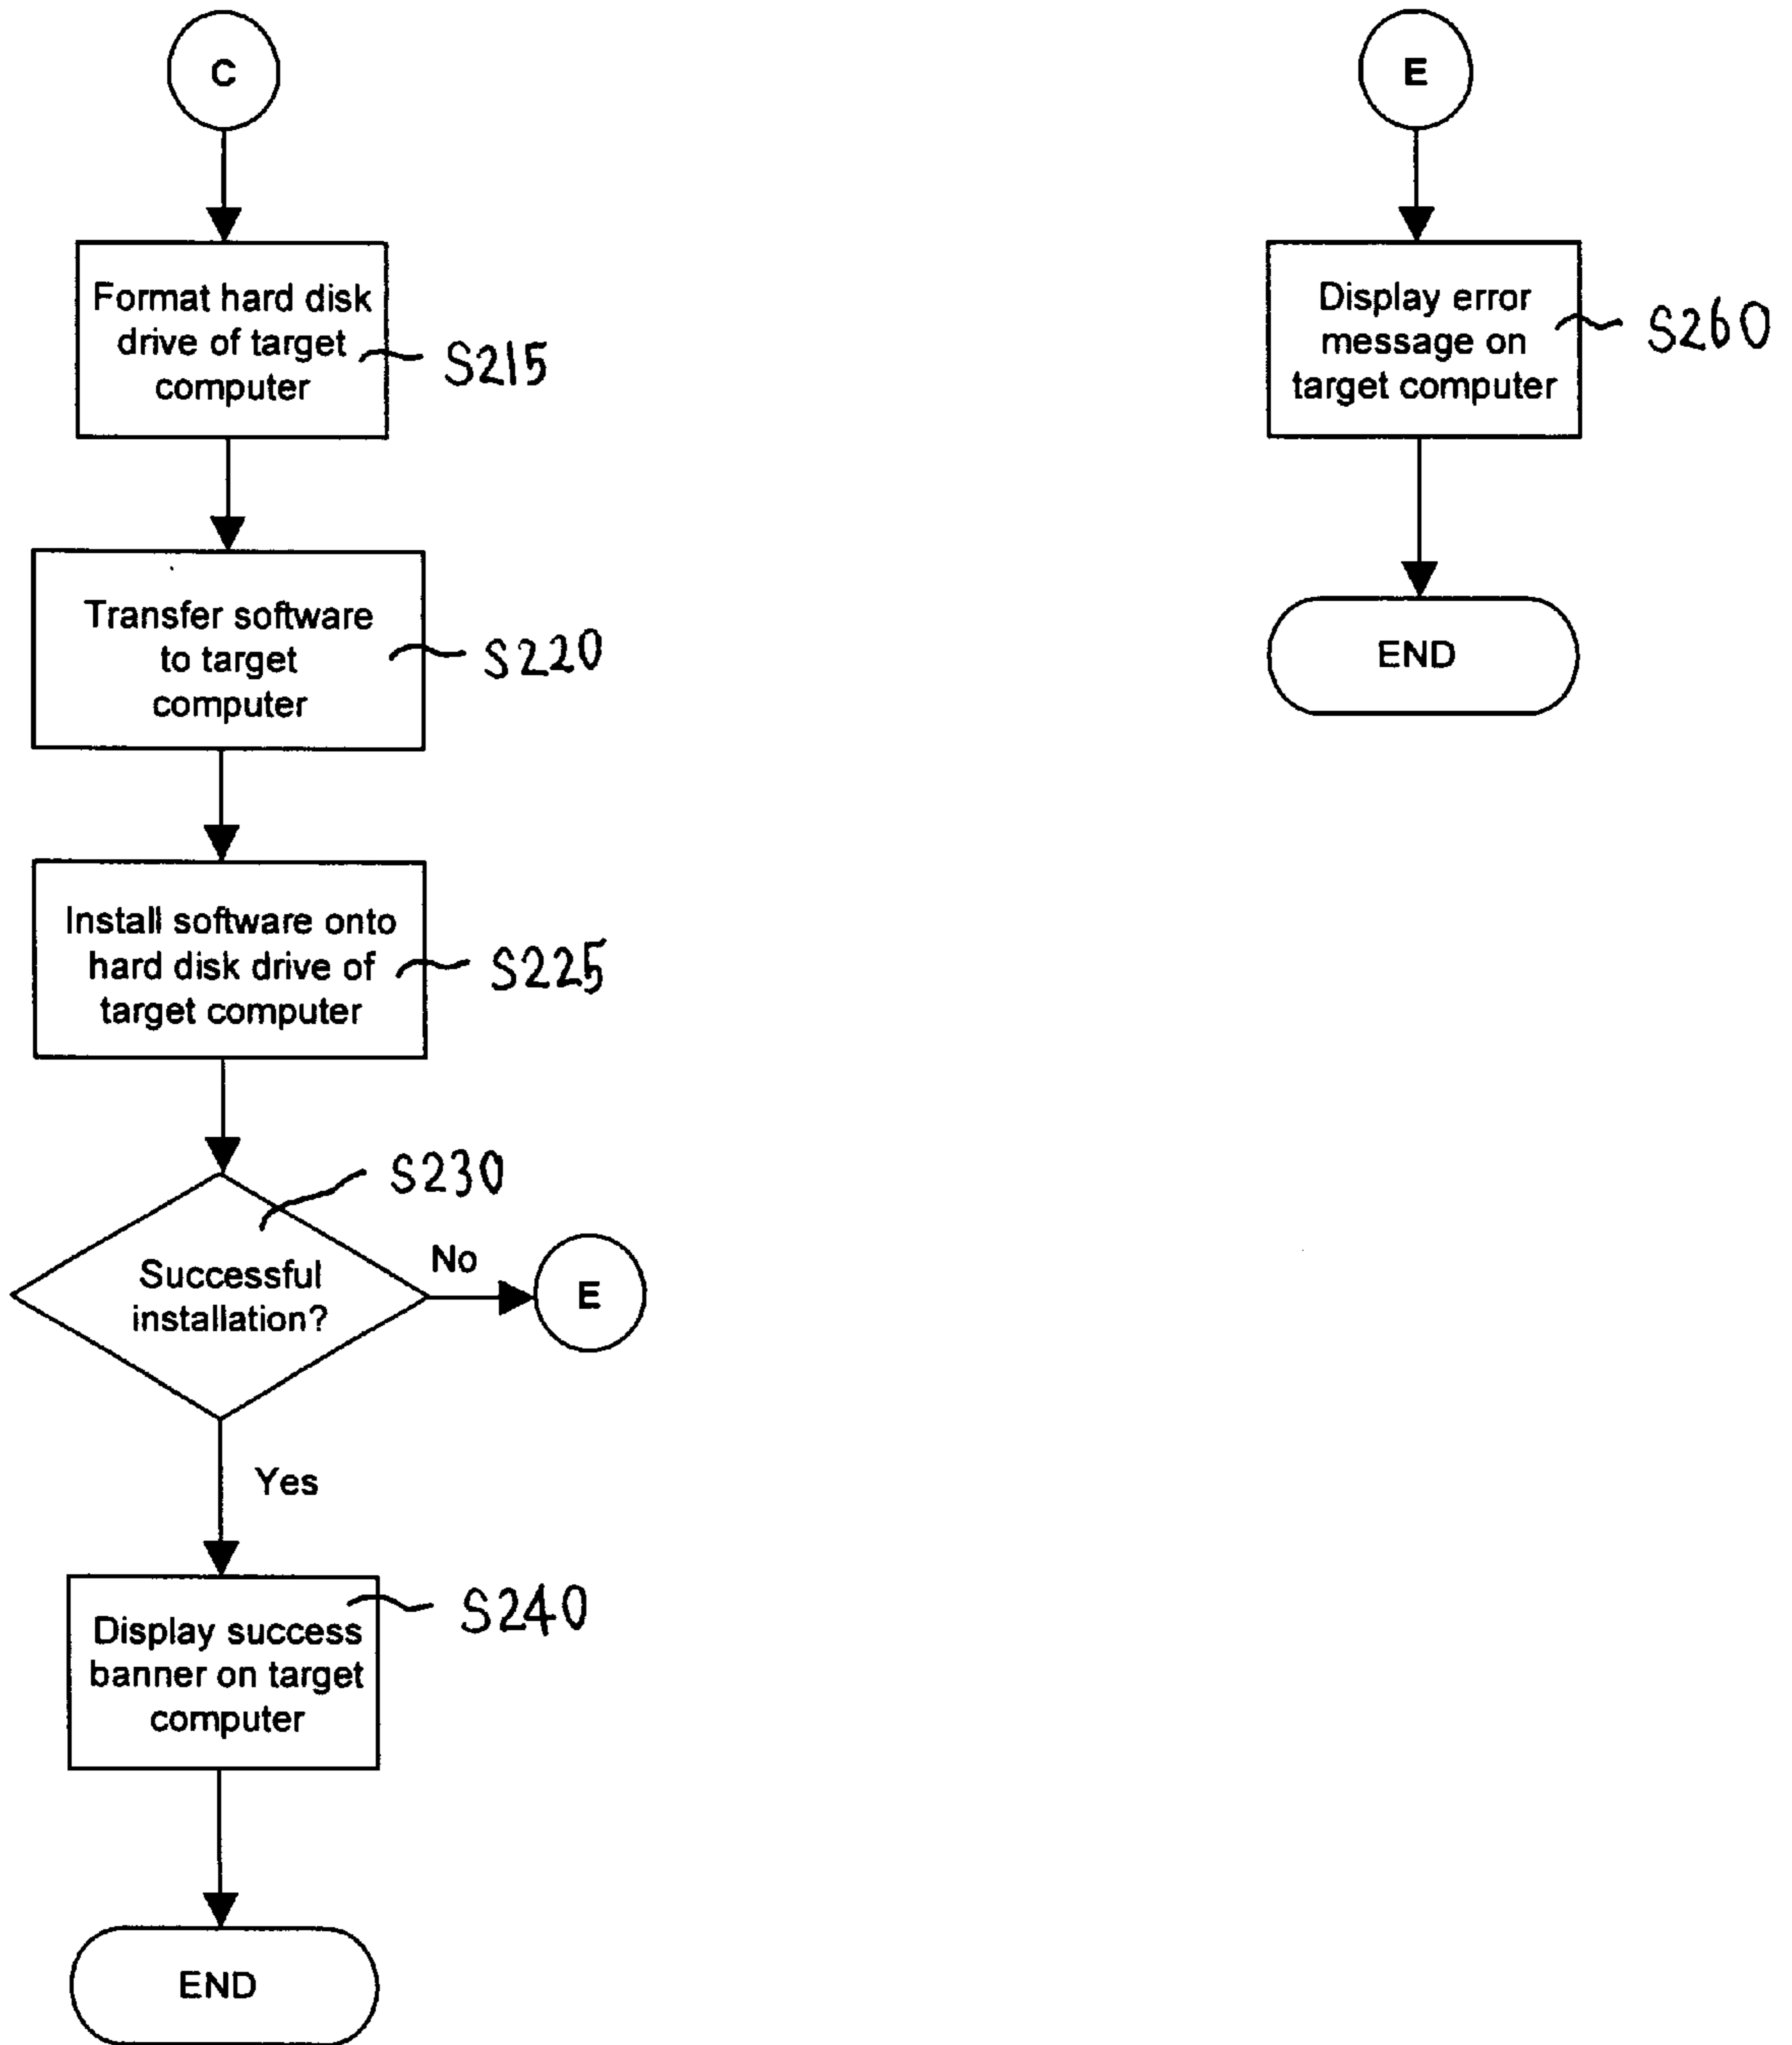 C
Format hard disk
drive of target
computer
S215
Transfer software
to target
computer
S220
Install software onto
hard disk drive of
target computer
S225
S230
Successful
installation?
No
E
Yes
S240
Display success
banner on target
computer
END
E
Display error
message on
target computer
S260
END